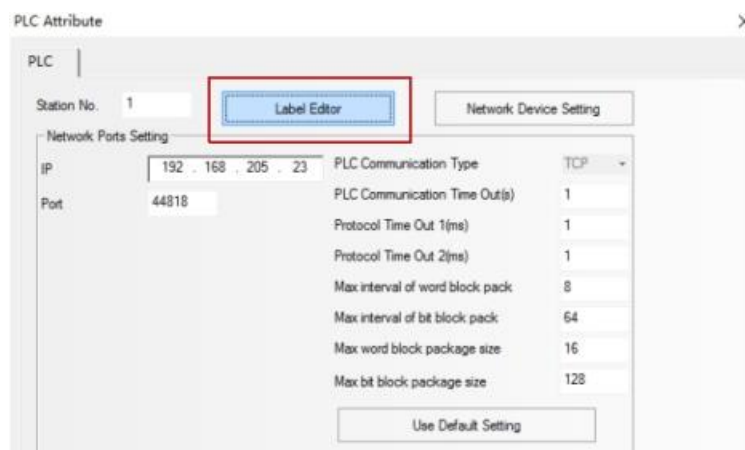 PLC Attribute
PLC
Station No. 1 Label Editor Network Device Setting
Network Ports Setting
IP 192 . 168 . 205 . 23 PLC Communication Type TCP
Port 44818 PLC Communication Time Out(s) 1
Protocol Time Out 1(ms) 1
Protocol Time Out 2(ms) 1
Max interval of word block pack 8
Max interval of bit block pack 64
Max word block package size 16
Max bit block package size 128
Use Default Setting